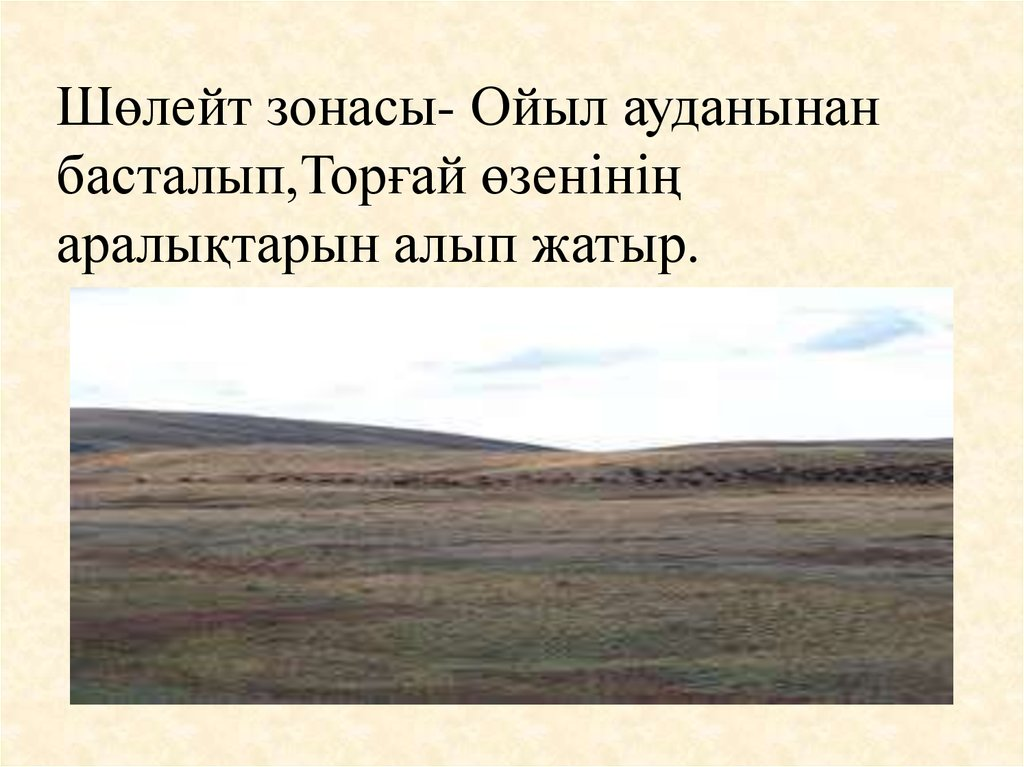 Шөлейт зонасы- Ойыл ауданынан
басталып,Торғай өзенінің
аралықтарын алып жатыр.